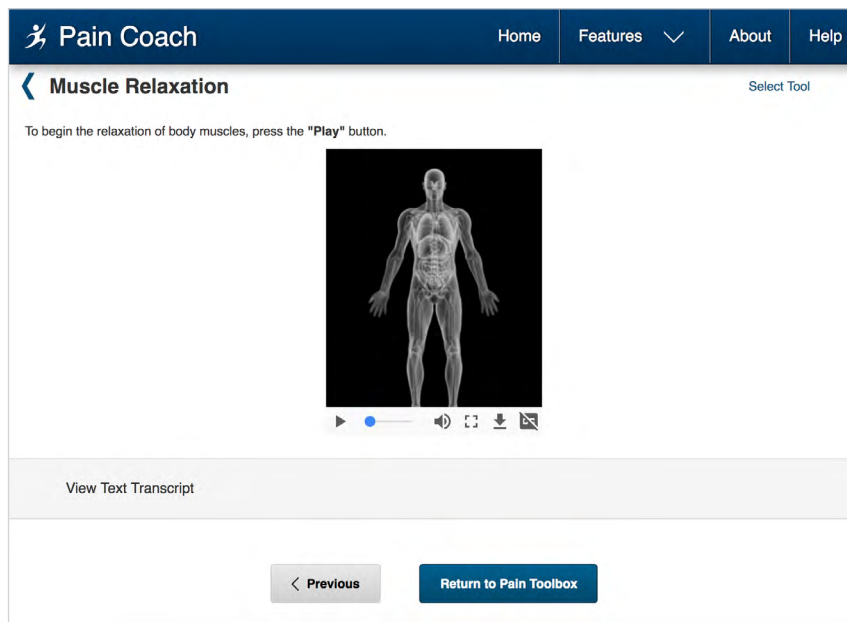 Pain Coach
Home
Features
About
Help
Muscle Relaxation
Select Tool
To begin the relaxation of body muscles, press the "Play" button.
View Text Transcript
Previous
Return to Pain Toolbox